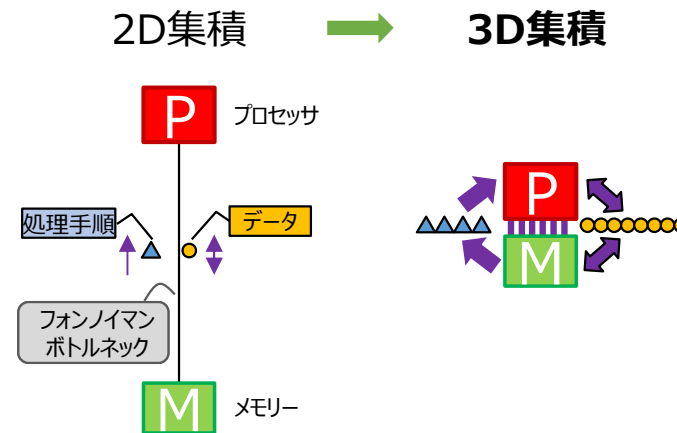 2D集積
3D集積
P
プロセッサ
処理手順
データ
フォンノイマン
ボトルネック
M
メモリー
P
M